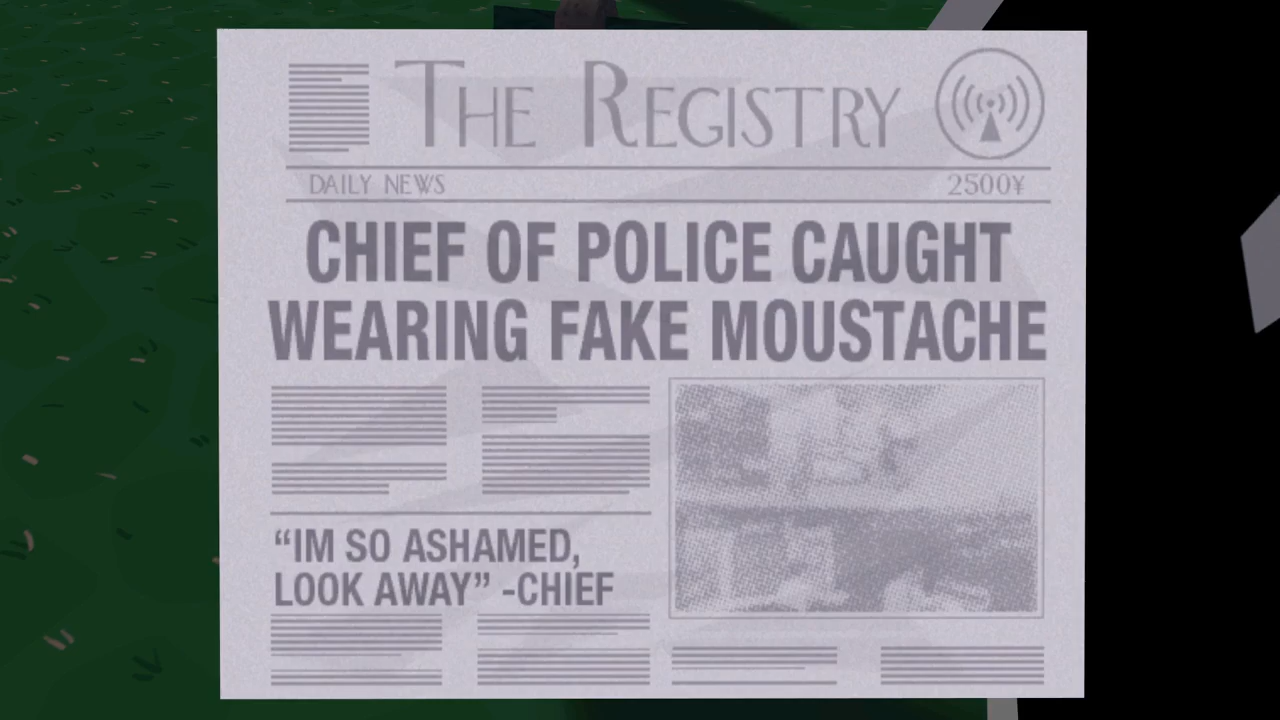 THE REGISTRY
DAILY NEWS
2500¥
CHIEF OF POLICE CAUGHT
WEARING FAKE MOUSTACHE
“IM SO ASHAMED,
LOOK AWAY” -CHIEF